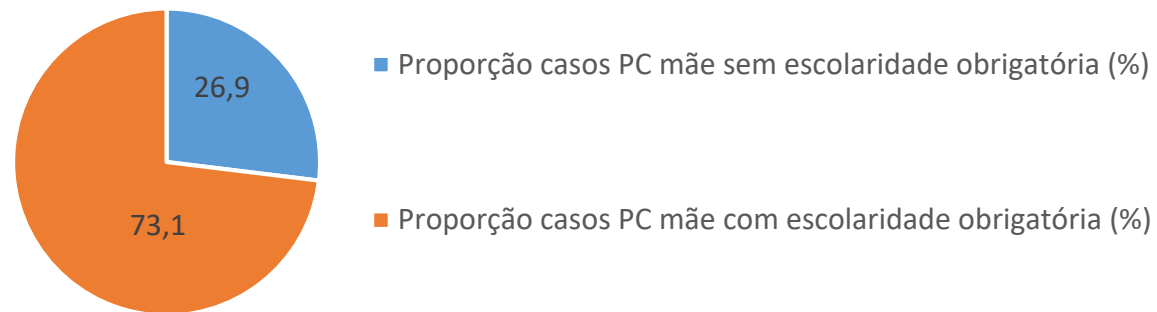 26,9
73,1
Proporção casos PC mãe sem escolaridade obrigatória (%)
Proporção casos PC mãe com escolaridade obrigatória (%)